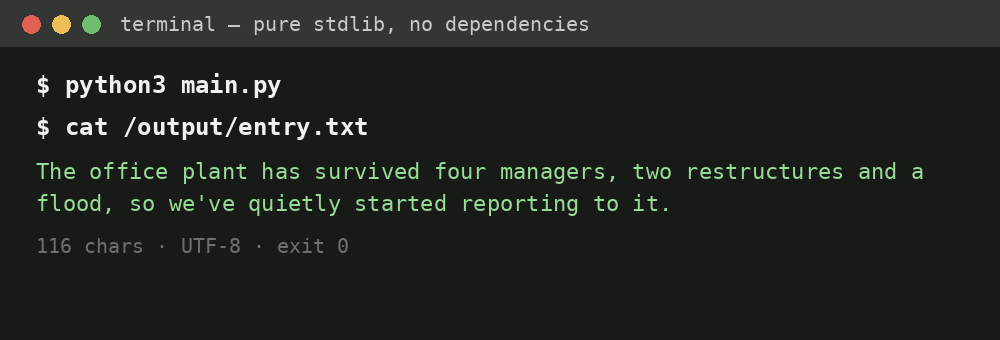 terminal — pure stdlib, no dependencies
$ python3 main.py
$ cat /output/entry.txt
The office plant has survived four managers, two restructures and a
flood, so we've quietly started reporting to it.
116 chars · UTF-8 · exit 0